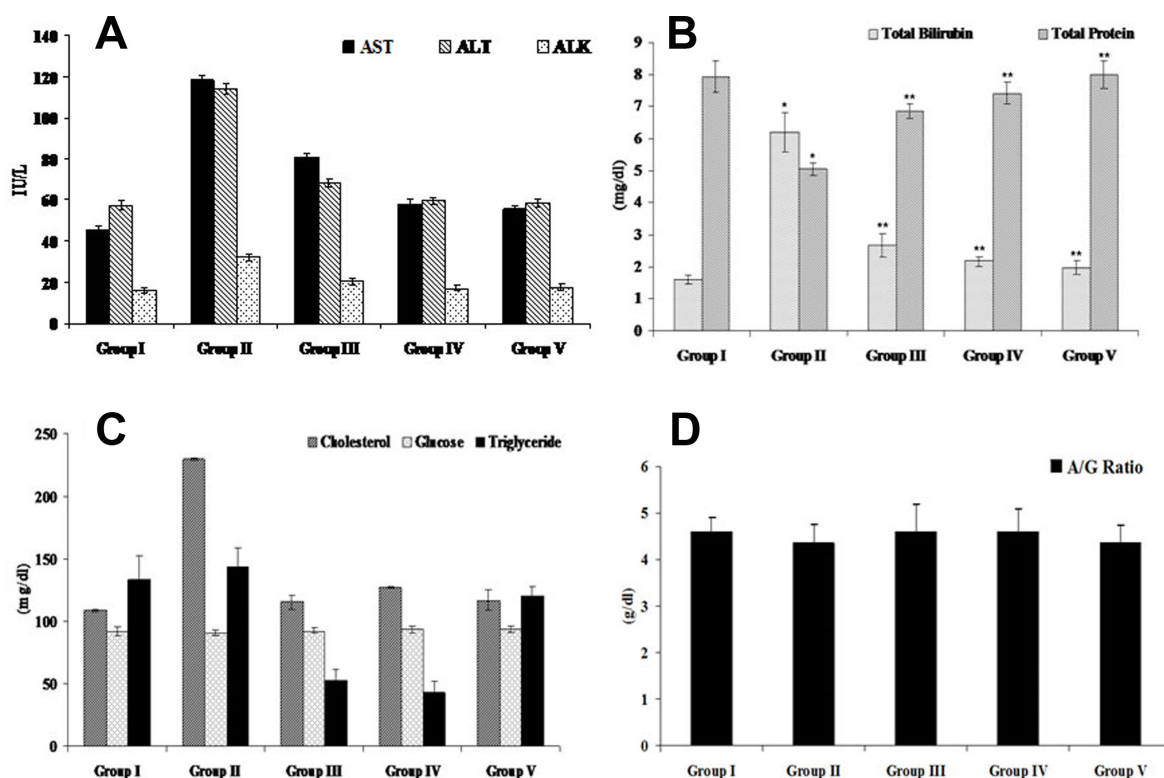 A
AST ALT ALK
140
120
100
80
60
40
20
0
IU/L
Group I Group II Group III Group IV Group V
B
Total Bilirubin Total Protein
9
8
7
6
5
4
3
2
1
0
(mg/dl)
* * ** ** ** ** ** **
Group I Group II Group III Group IV Group V
C
Cholesterol Glucose Triglyceride
250
200
150
100
50
0
(mg/dl)
Group I Group II Group III Group IV Group V
D
A/G Ratio
6
5
4
3
2
1
0
(g/dl)
Group I Group II Group III Group IV Group V